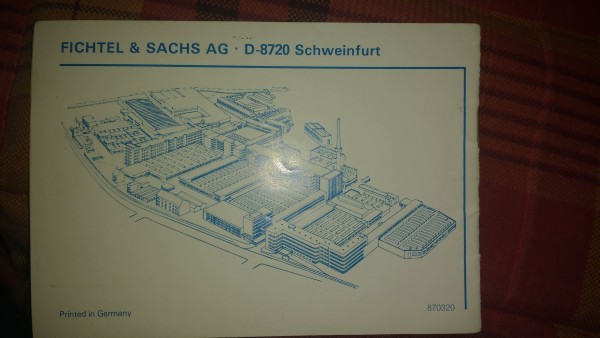 FICHTEL & SACHS AG · D-8720 Schweinfurt
Printed in Germany
870320